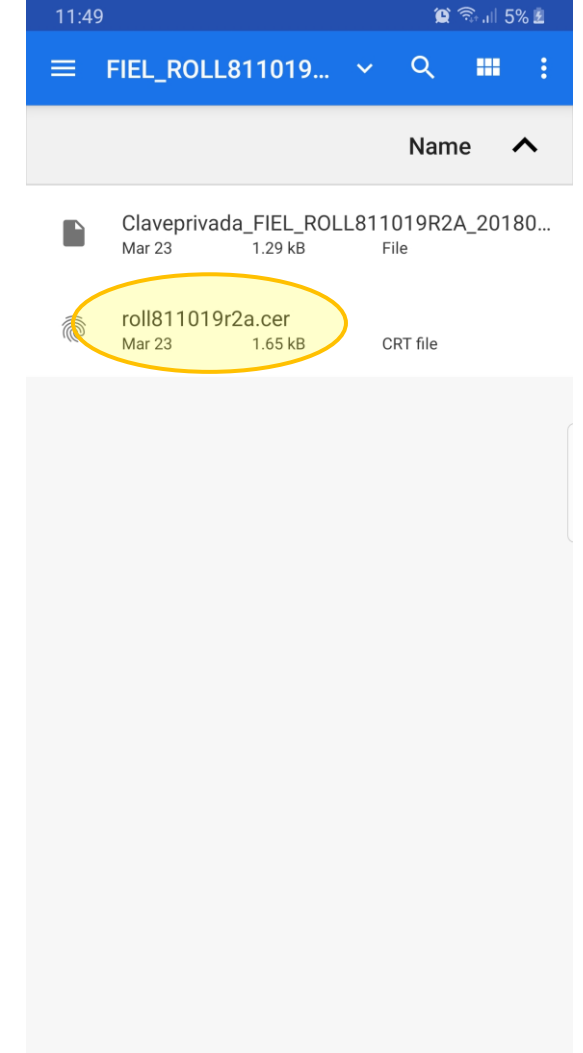 11:49 5%
FIEL_ROLL811019...
Name
Claveprivada_FIEL_ROLL811019R2A_20180...
Mar 23 1.29 kB File
roll811019r2a.cer
Mar 23 1.65 kB CRT file